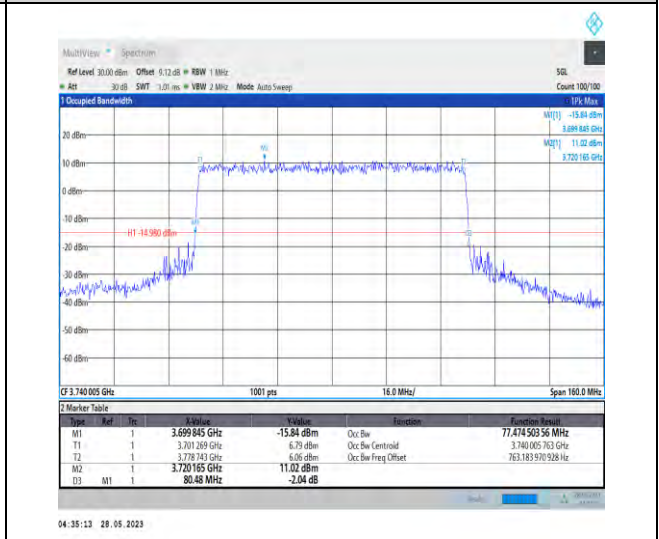 MultiView Spectrum
Ref Level 30.00 dBm Offset 9.12 dB RBW 1 MHz SGL
Att 30 dB SWT 1.01 ms VBW 2 MHz Mode Auto Sweep Count 100/100
1 Occupied Bandwidth 1Pk Max
M1[1] -15.84 dBm
3.699 845 GHz
M2[1] 11.02 dBm
3.720 165 GHz
20 dBm
M2
10 dBm
T1
0 dBm
-10 dBm
M1
H1 -14.980 dBm
-20 dBm
-30 dBm
-40 dBm
-50 dBm
-60 dBm
CF 3.740 005 GHz 1001 pts 16.0 MHz/ Span 160.0 MHz
2 Marker Table
Type Ref Trc X-Value Y-Value Function Function Result
M1 1 3.699 845 GHz -15.84 dBm Occ Bw 77.474 503 56 MHz
T1 1 3.701 269 GHz 6.79 dBm Occ Bw Centroid 3.740 005 763 GHz
T2 1 3.778 743 GHz 6.06 dBm Occ Bw Freq Offset 763.183 970 928 Hz
M2 1 3.720 165 GHz 11.02 dBm
D3 M1 1 80.48 MHz -2.04 dB
04:35:13 28.05.2023